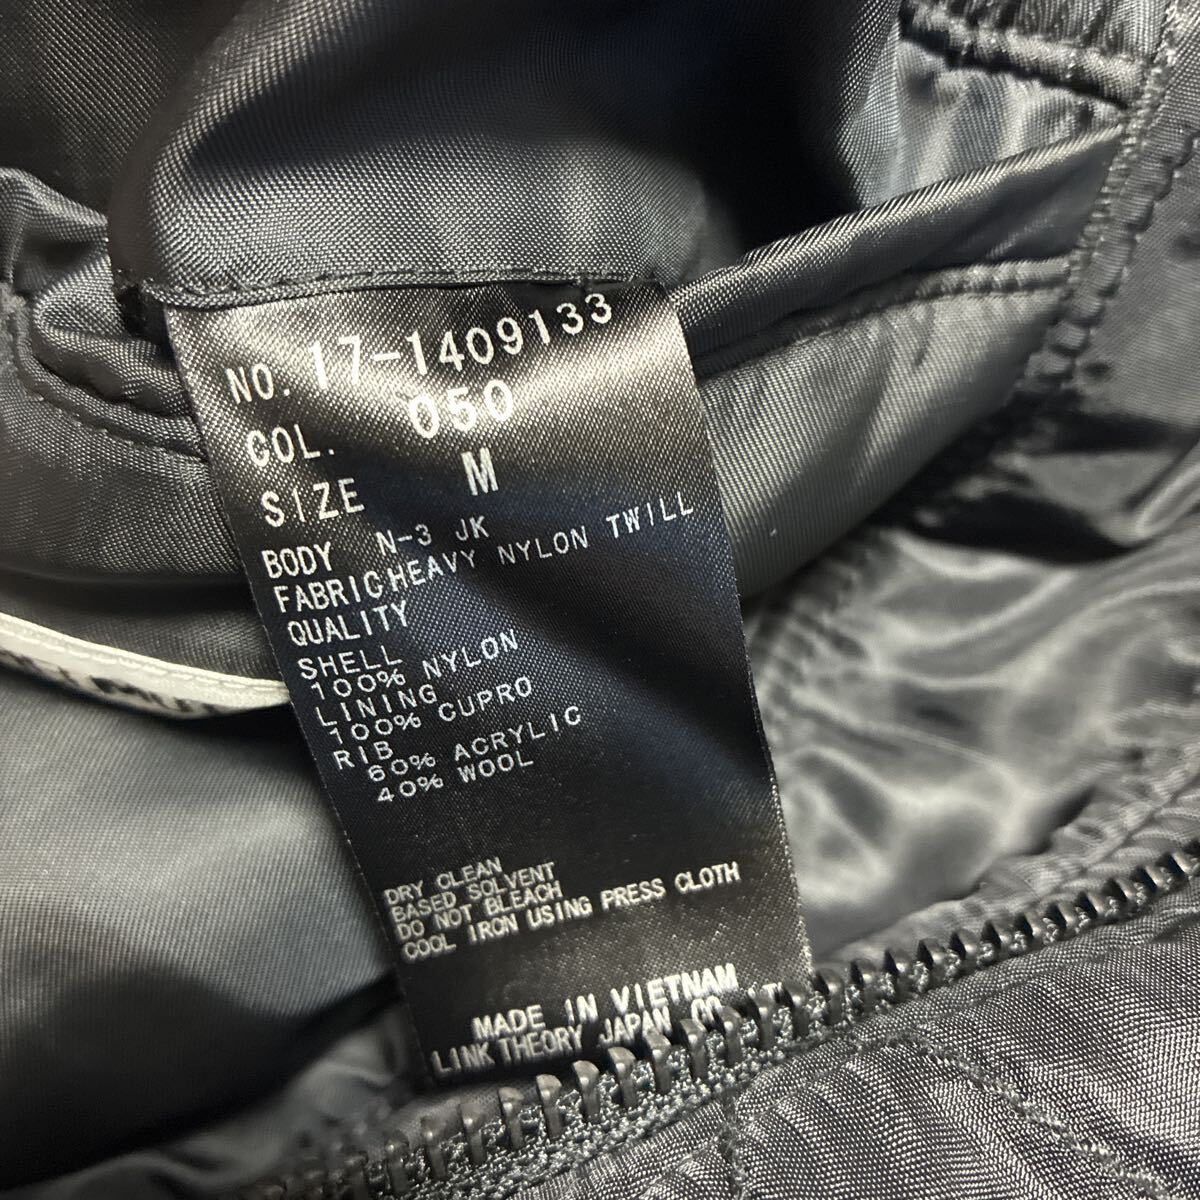 NO. 17-1409133
COL. 050
SIZE M
BODY N-3 JK
FABRIC HEAVY NYLON TWILL
QUALITY
SHELL
100% NYLON
LINING
100% CUPRO
RIB
60% ACRYLIC
40% WOOL
DRY CLEAN
BASED SOLVENT
DO NOT BLEACH
COOL IRON USING PRESS CLOTH
MADE IN VIETNAM
LINK THEORY JAPAN CO.